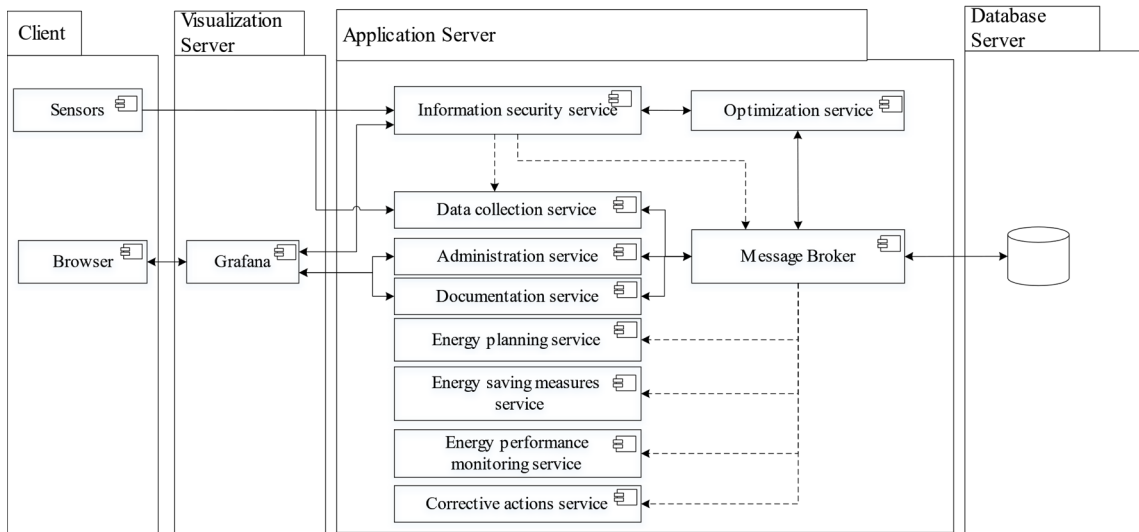 Client
Visualization
Server
Application Server
Database
Server
Sensors
Information security service
Optimization service
Data collection service
Browser
Grafana
Administration service
Message Broker
Documentation service
Energy planning service
Energy saving measures
service
Energy performance
monitoring service
Corrective actions service